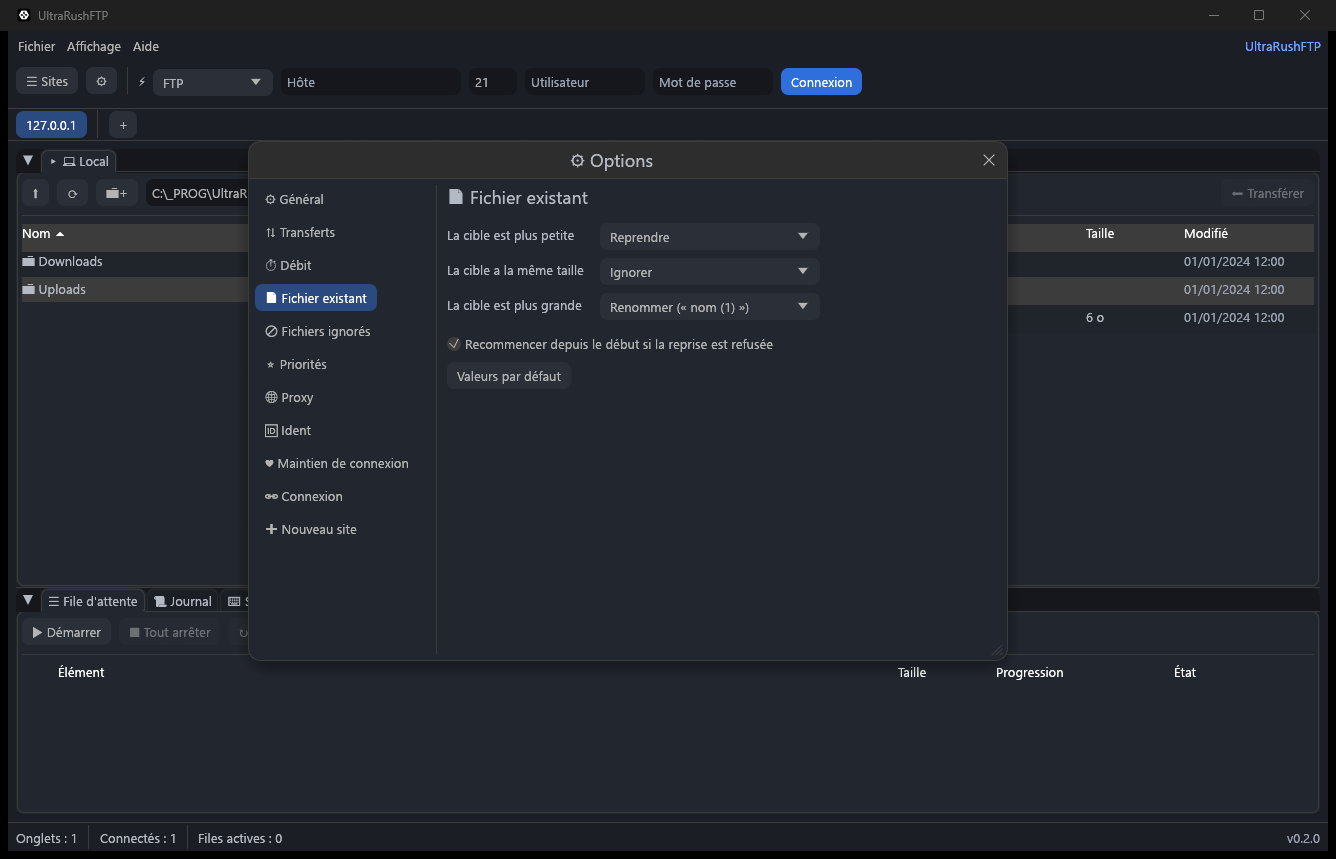 UltraRushFTP
Fichier Affichage Aide UltraRushFTP
Sites FTP Hôte 21 Utilisateur Mot de passe Connexion
127.0.0.1 +
Local
C:\_PROG\UltraR Transférer
Nom Taille Modifié
Downloads 01/01/2024 12:00
Uploads 01/01/2024 12:00
6 o 01/01/2024 12:00
Options
Général
Transferts
Débit
Fichier existant
Fichiers ignorés
Priorités
Proxy
Ident
Maintien de connexion
Connexion
Nouveau site
Fichier existant
La cible est plus petite Reprendre
La cible a la même taille Ignorer
La cible est plus grande Renommer (« nom (1) »)
Recommencer depuis le début si la reprise est refusée
Valeurs par défaut
File d'attente Journal S
Démarrer Tout arrêter
Élément Taille Progression État
Onglets : 1 Connectés : 1 Files actives : 0 v0.2.0